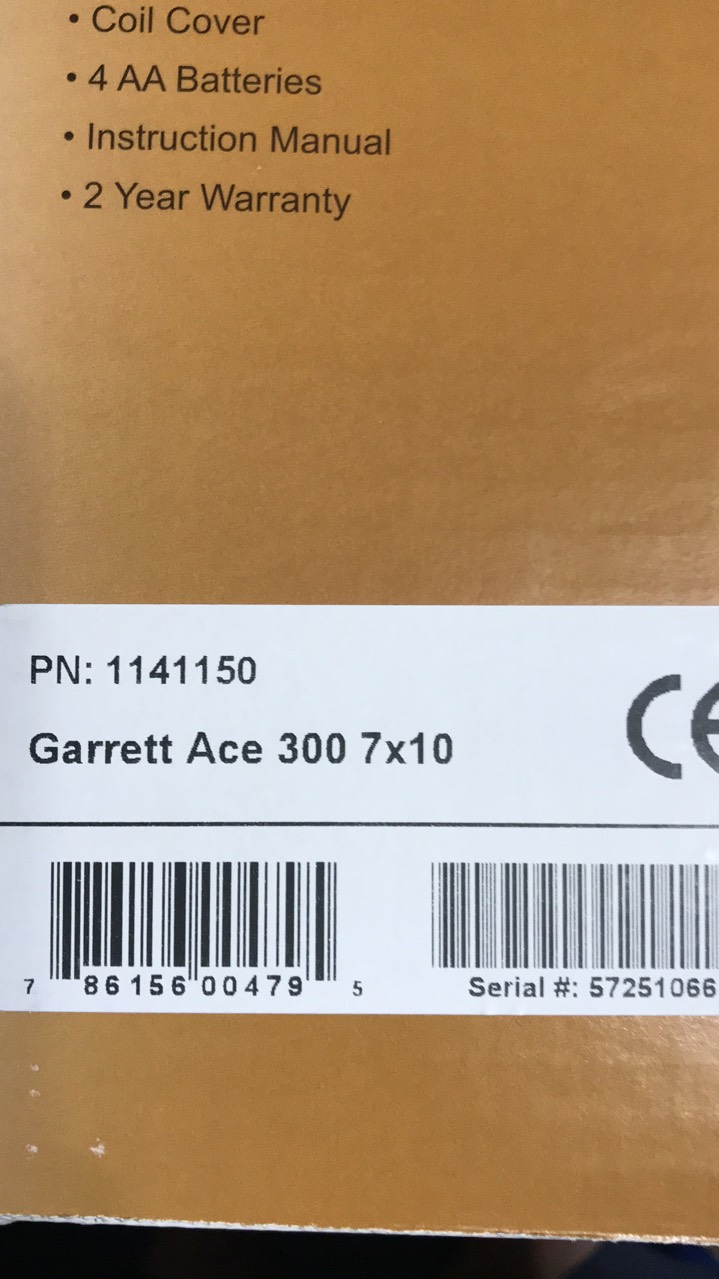 • Coil Cover
• 4 AA Batteries
• Instruction Manual
• 2 Year Warranty
PN: 1141150
CE
Garrett Ace 300 7x10
7 86156 00479 5
Serial #: 57251066